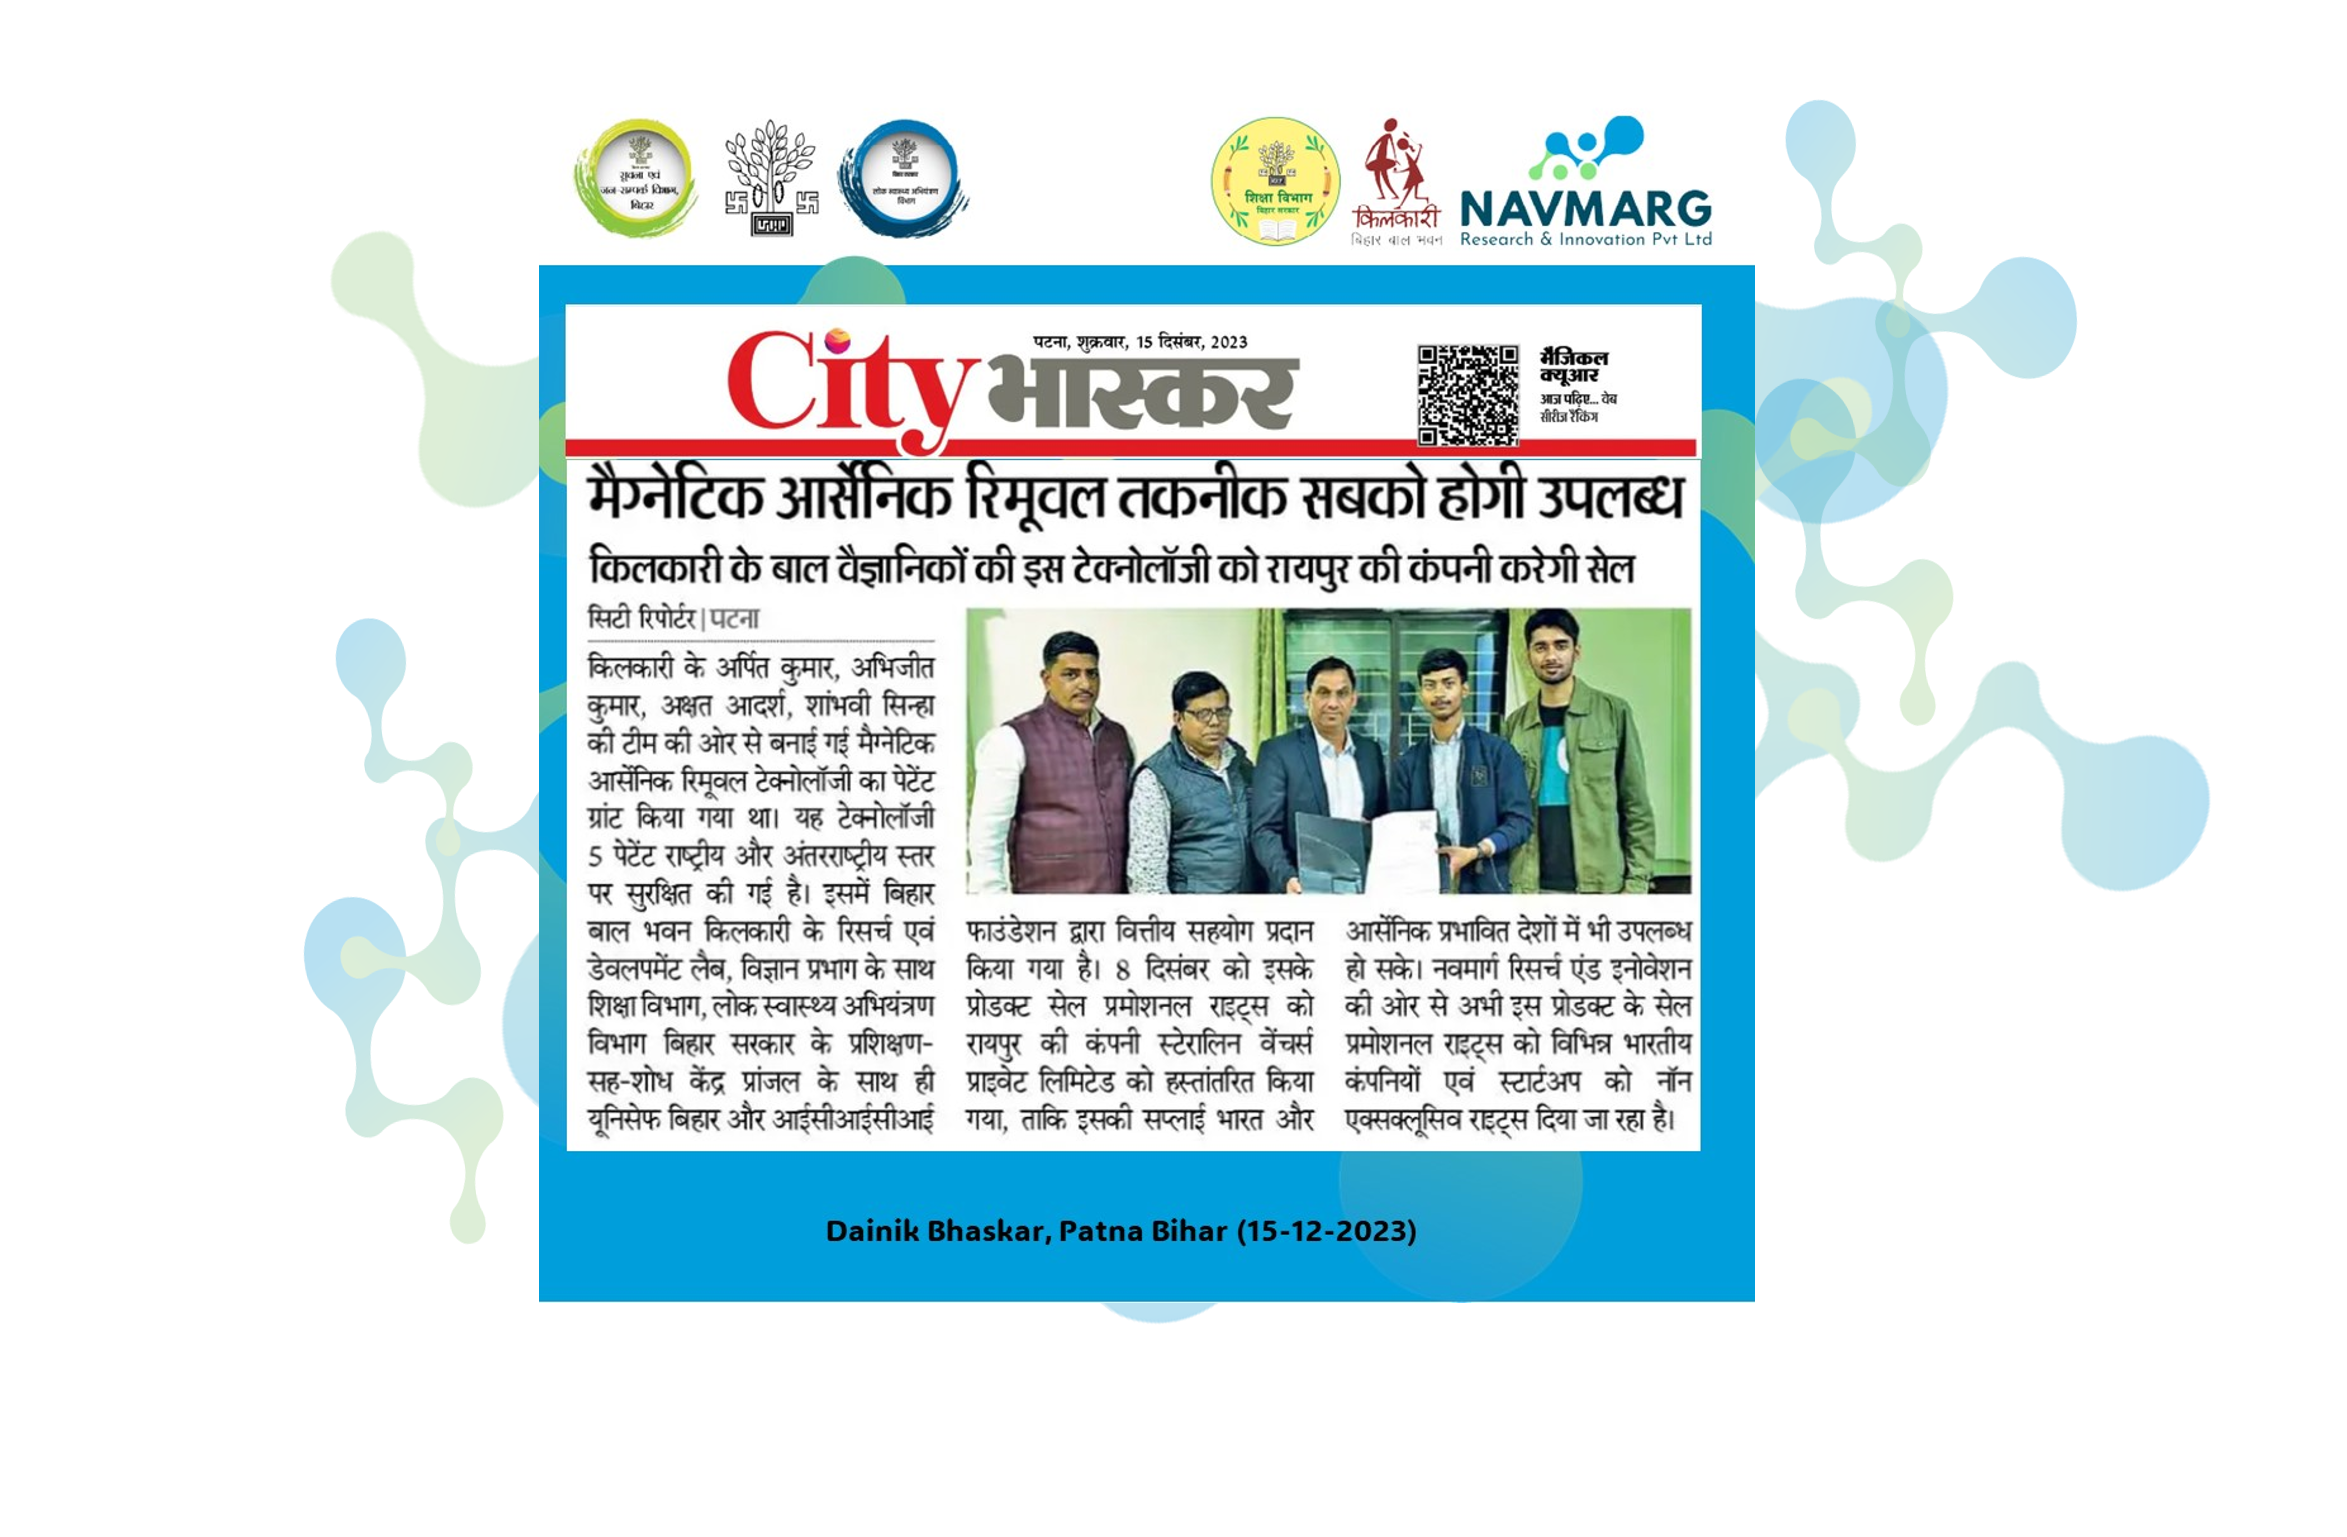 सूचना एवं
जन-सम्पर्क विभाग,
बिहार
बिहार सरकार
लोक स्वास्थ्य अभियंत्रण
विभाग
शिक्षा विभाग
बिहार सरकार
किलकारी
बिहार बाल भवन
NAVMARG
Research & Innovation Pvt Ltd
पटना, शुक्रवार, 15 दिसंबर, 2023
City भास्कर
मैजिकल
क्यूआर
आज पढ़िए... वेब
सीरीज रैंकिंग
मैग्नेटिक आर्सेनिक रिमूवल तकनीक सबको होगी उपलब्ध
किलकारी के बाल वैज्ञानिकों की इस टेक्नोलॉजी को रायपुर की कंपनी करेगी सेल
सिटी रिपोर्टर | पटना
किलकारी के अर्पित कुमार, अभिजीत
कुमार, अक्षत आदर्श, शांभवी सिन्हा
की टीम की ओर से बनाई गई मैग्नेटिक
आर्सेनिक रिमूवल टेक्नोलॉजी का पेटेंट
ग्रांट किया गया था। यह टेक्नोलॉजी
5 पेटेंट राष्ट्रीय और अंतरराष्ट्रीय स्तर
पर सुरक्षित की गई है। इसमें बिहार
बाल भवन किलकारी के रिसर्च एवं
डेवलपमेंट लैब, विज्ञान प्रभाग के साथ
शिक्षा विभाग, लोक स्वास्थ्य अभियंत्रण
विभाग बिहार सरकार के प्रशिक्षण-
सह-शोध केंद्र प्रांजल के साथ ही
यूनिसेफ बिहार और आईसीआईसीआई
फाउंडेशन द्वारा वित्तीय सहयोग प्रदान
किया गया है। 8 दिसंबर को इसके
प्रोडक्ट सेल प्रमोशनल राइट्स को
रायपुर की कंपनी स्टेरालिन वेंचर्स
प्राइवेट लिमिटेड को हस्तांतरित किया
गया, ताकि इसकी सप्लाई भारत और
आर्सेनिक प्रभावित देशों में भी उपलब्ध
हो सके। नवमार्ग रिसर्च एंड इनोवेशन
की ओर से अभी इस प्रोडक्ट के सेल
प्रमोशनल राइट्स को विभिन्न भारतीय
कंपनियों एवं स्टार्टअप को नॉन
एक्सक्लूसिव राइट्स दिया जा रहा है।
Dainik Bhaskar, Patna Bihar (15-12-2023)